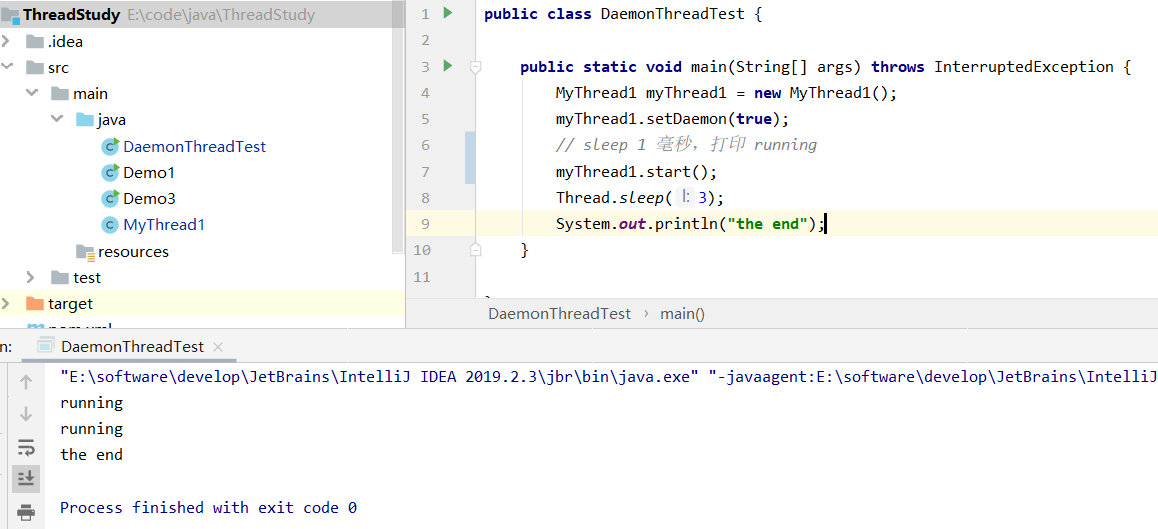 ThreadStudy E:\code\java\ThreadStudy
.idea
src
main
java
DaemonThreadTest
Demo1
Demo3
MyThread1
resources
test
target
1 public class DaemonThreadTest {
2
3 public static void main(String[] args) throws InterruptedException {
4 MyThread1 myThread1 = new MyThread1();
5 myThread1.setDaemon(true);
6 // sleep 1 毫秒，打印 running
7 myThread1.start();
8 Thread.sleep( l: 3);
9 System.out.println("the end");
10 }
11
DaemonThreadTest › main()
n: DaemonThreadTest ×
"E:\software\develop\JetBrains\IntelliJ IDEA 2019.2.3\jbr\bin\java.exe" "-javaagent:E:\software\develop\JetBrains\IntelliJ
running
running
the end
Process finished with exit code 0